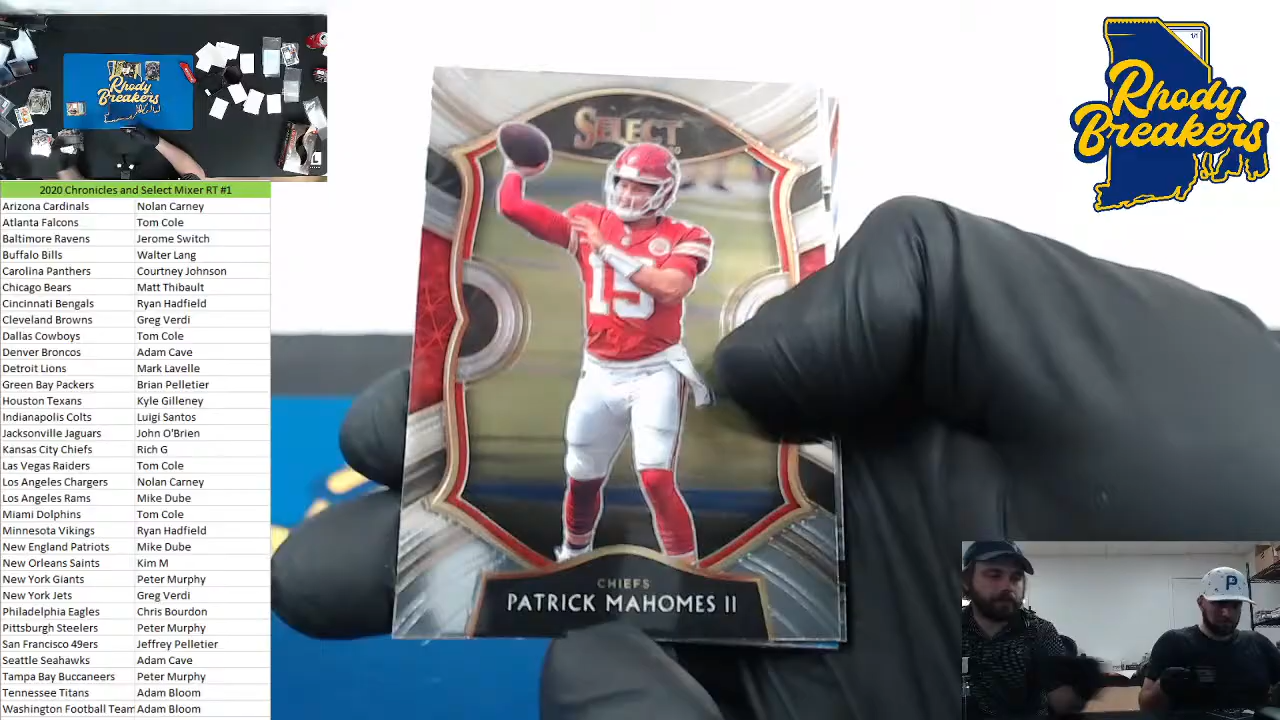 Rhody
Breakers
2020 Chronicles and Select Mixer RT #1
Arizona Cardinals Nolan Carney
Atlanta Falcons Tom Cole
Baltimore Ravens Jerome Switch
Buffalo Bills Walter Lang
Carolina Panthers Courtney Johnson
Chicago Bears Matt Thibault
Cincinnati Bengals Ryan Hadfield
Cleveland Browns Greg Verdi
Dallas Cowboys Tom Cole
Denver Broncos Adam Cave
Detroit Lions Mark Lavelle
Green Bay Packers Brian Pelletier
Houston Texans Kyle Gilleney
Indianapolis Colts Luigi Santos
Jacksonville Jaguars John O'Brien
Kansas City Chiefs Rich G
Las Vegas Raiders Tom Cole
Los Angeles Chargers Nolan Carney
Los Angeles Rams Mike Dube
Miami Dolphins Tom Cole
Minnesota Vikings Ryan Hadfield
New England Patriots Mike Dube
New Orleans Saints Kim M
New York Giants Peter Murphy
New York Jets Greg Verdi
Philadelphia Eagles Chris Bourdon
Pittsburgh Steelers Peter Murphy
San Francisco 49ers Jeffrey Pelletier
Seattle Seahawks Adam Cave
Tampa Bay Buccaneers Peter Murphy
Tennessee Titans Adam Bloom
Washington Football Team Adam Bloom
SELECT
15
CHIEFS
PATRICK MAHOMES II
1/1
Rhody
Breakers
P